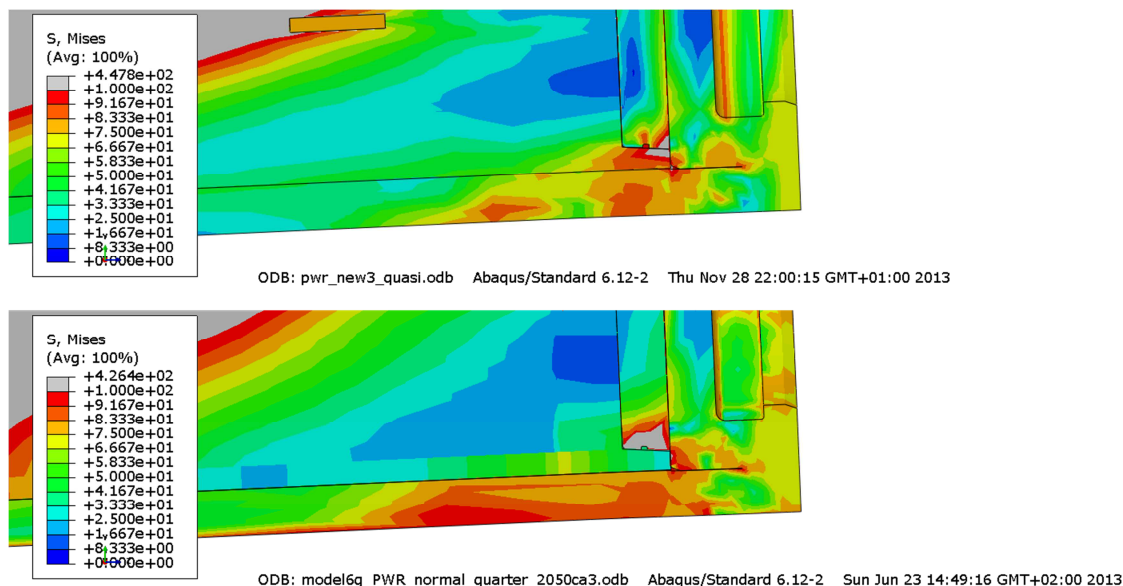 S, Mises
(Avg: 100%)
+4.478e+02
+1.000e+02
+9.167e+01
+8.333e+01
+7.500e+01
+6.667e+01
+5.833e+01
+5.000e+01
+4.167e+01
+3.333e+01
+2.500e+01
+1.667e+01
+8.333e+00
+0.000e+00
ODB: pwr_new3_quasi.odb Abaqus/Standard 6.12-2 Thu Nov 28 22:00:15 GMT+01:00 2013
S, Mises
(Avg: 100%)
+4.264e+02
+1.000e+02
+9.167e+01
+8.333e+01
+7.500e+01
+6.667e+01
+5.833e+01
+5.000e+01
+4.167e+01
+3.333e+01
+2.500e+01
+1.667e+01
+8.333e+00
+0.000e+00
ODB: model6g_PWR_normal_quarter_2050ca3.odb Abaqus/Standard 6.12-2 Sun Jun 23 14:49:16 GMT+02:00 2013